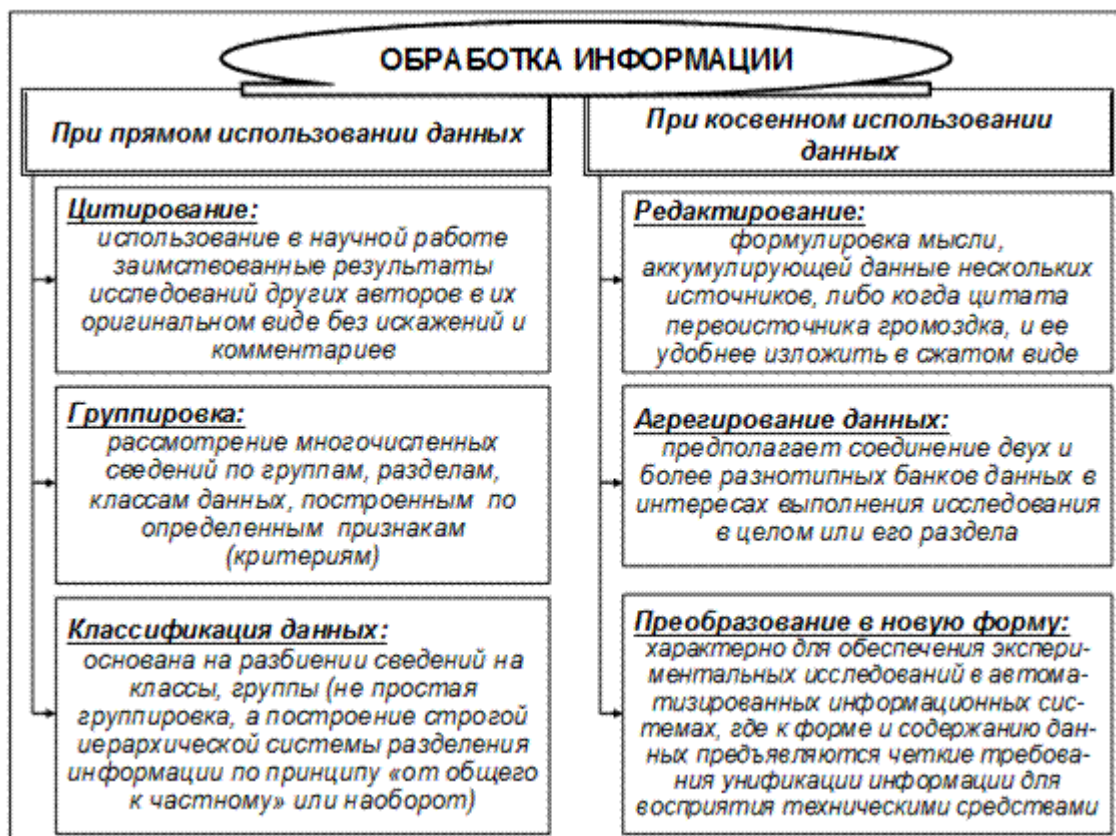 ОБРАБОТКА ИНФОРМАЦИИ
При прямом использовании данных
Цитирование:
использование в научной работе
заимствованные результаты
исследований других авторов в их
оригинальном виде без искажений и
комментариев
Группировка:
рассмотрение многочисленных
сведений по группам, разделам,
классам данных, построенным по
определенным признакам
(критериям)
Классификация данных:
основана на разбиении сведений на
классы, группы (не простая
группировка, а построение строгой
иерархической системы разделения
информации по принципу «от общего
к частному» или наоборот)
При косвенном использовании
данных
Редактирование:
формулировка мысли,
аккумулирующей данные нескольких
источников, либо когда цитата
первоисточника громоздка, и ее
удобнее изложить в сжатом виде
Агрегирование данных:
предполагает соединение двух и
более разнотипных банков данных в
интересах выполнения исследования
в целом или его раздела
Преобразование в новую форму:
характерно для обеспечения экспери-
ментальных исследований в автома-
тизированных информационных сис-
темах, где к форме и содержанию дан-
ных предъявляются четкие требова-
ния унификации информации для
восприятия техническими средствами